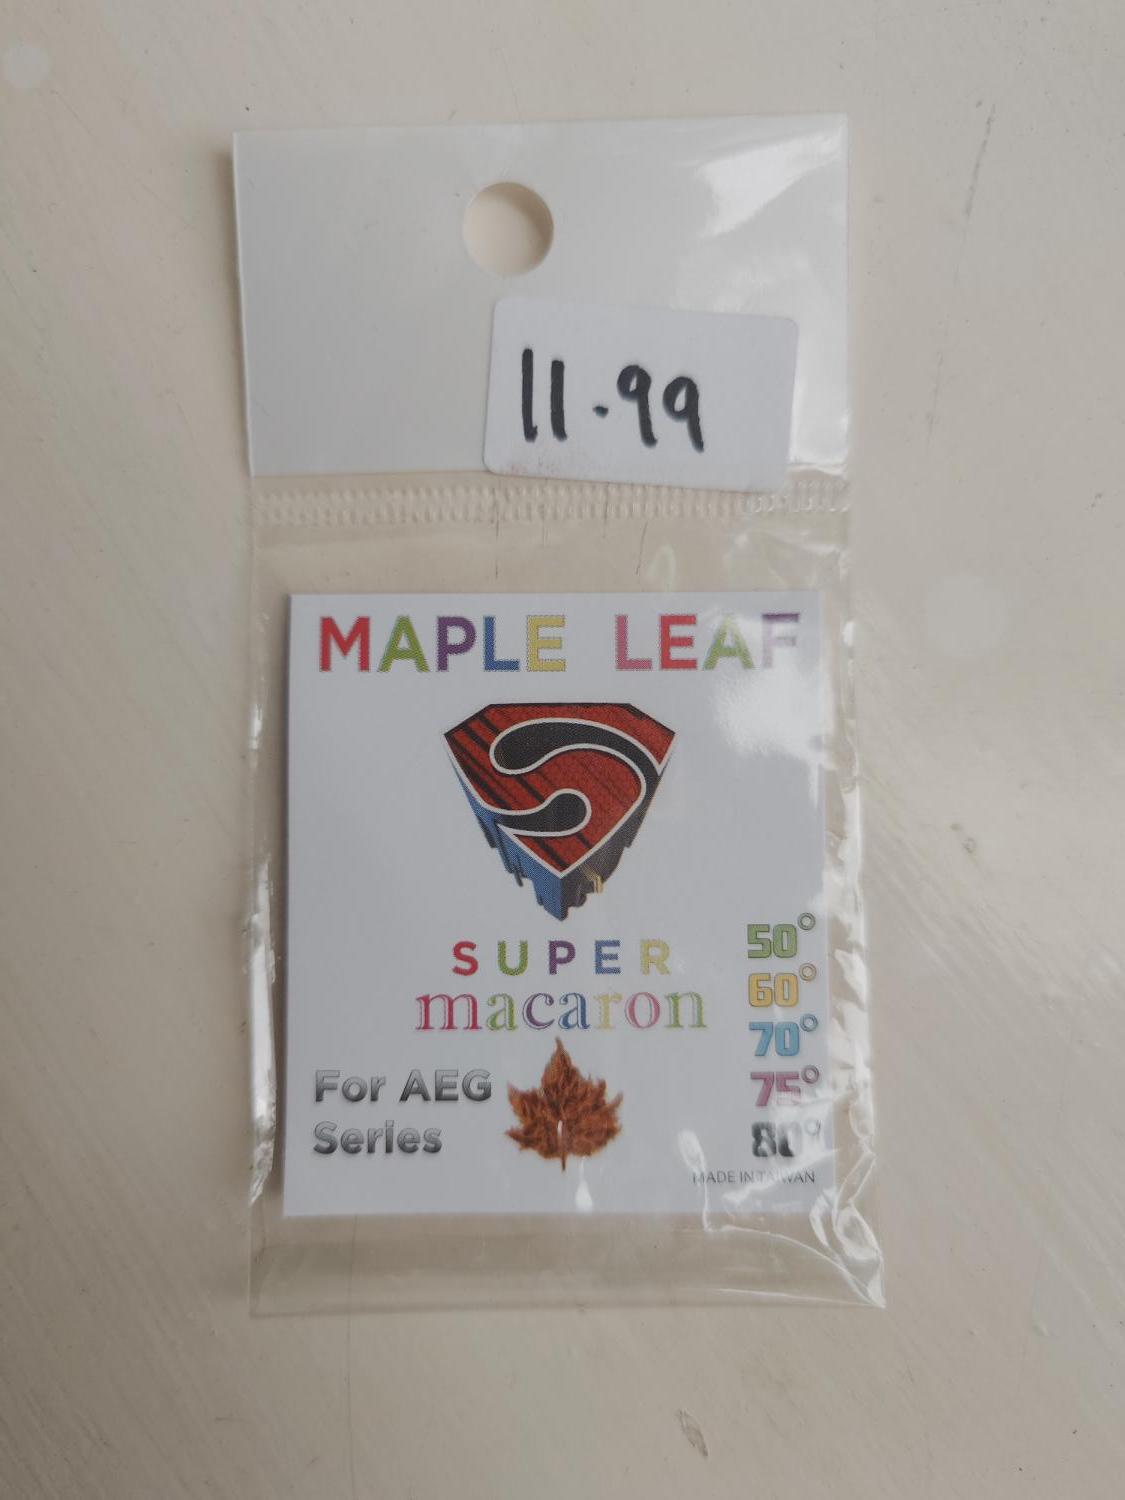 11.99
MAPLE LEAF
SUPER
macaron
For AEG
Series
50°
60°
70°
75°
80°
MADE IN TAIWAN